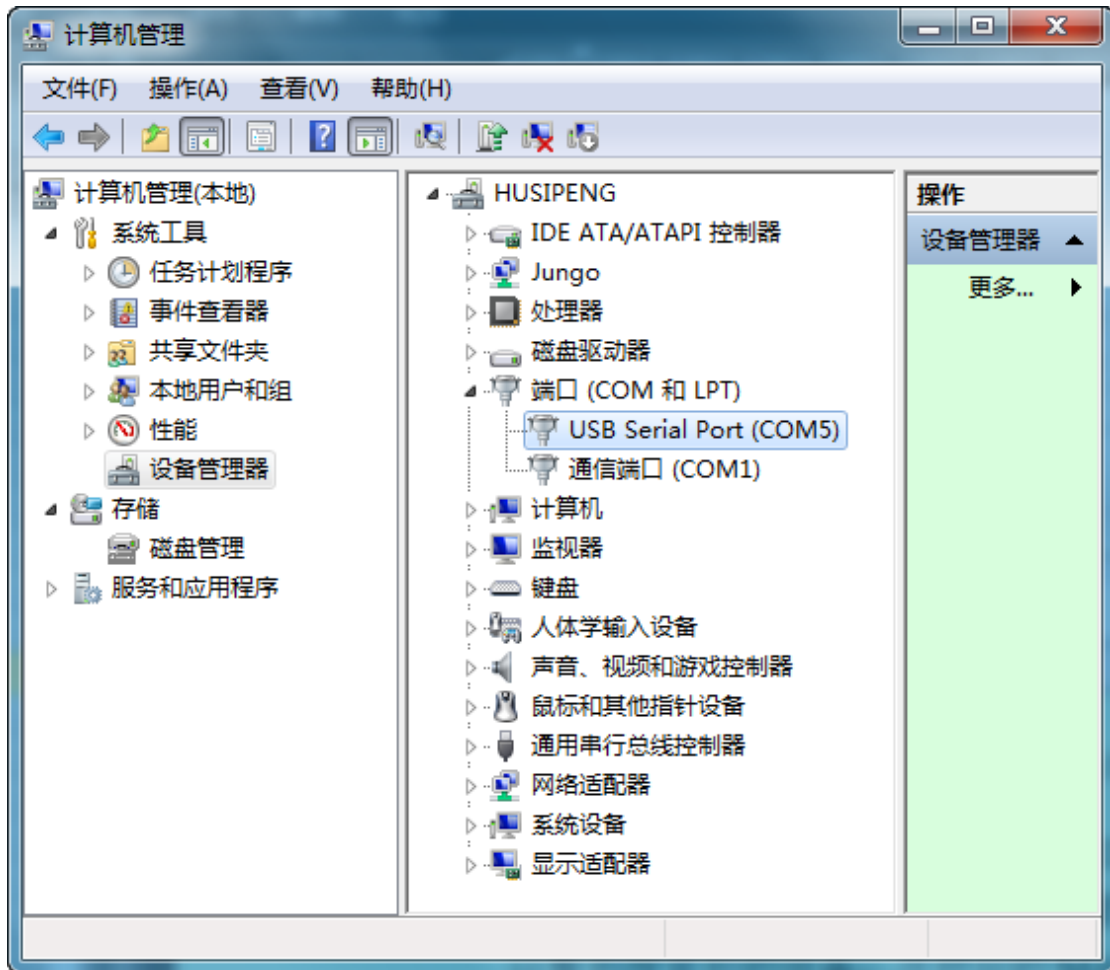 计算机管理
文件(F) 操作(A) 查看(V) 帮助(H)
计算机管理(本地)
系统工具
任务计划程序
事件查看器
共享文件夹
本地用户和组
性能
设备管理器
存储
磁盘管理
服务和应用程序
HUSIPENG
IDE ATA/ATAPI 控制器
Jungo
处理器
磁盘驱动器
端口 (COM 和 LPT)
USB Serial Port (COM5)
通信端口 (COM1)
计算机
监视器
键盘
人体学输入设备
声音、视频和游戏控制器
鼠标和其他指针设备
通用串行总线控制器
网络适配器
系统设备
显示适配器
操作
设备管理器
更多...